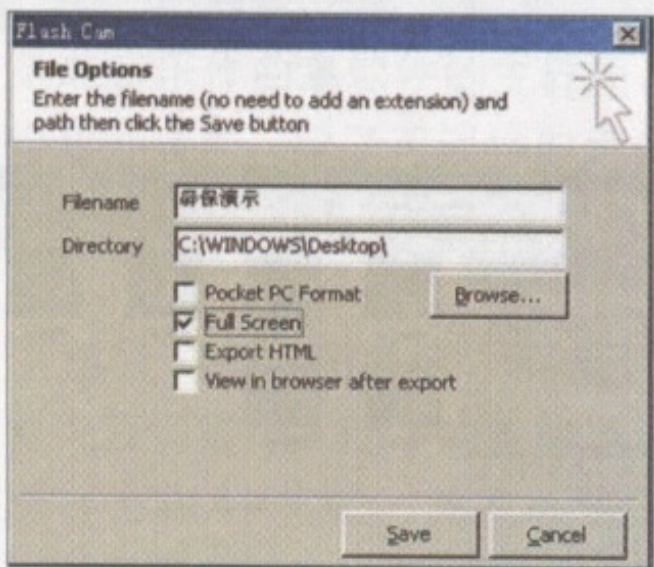 Flash Cam
File Options
Enter the filename (no need to add an extension) and
path then click the Save button
Filename 屏保演示
Directory C:\WINDOWS\Desktop\
Pocket PC Format
Browse...
Full Screen
Export HTML
View in browser after export
Save
Cancel